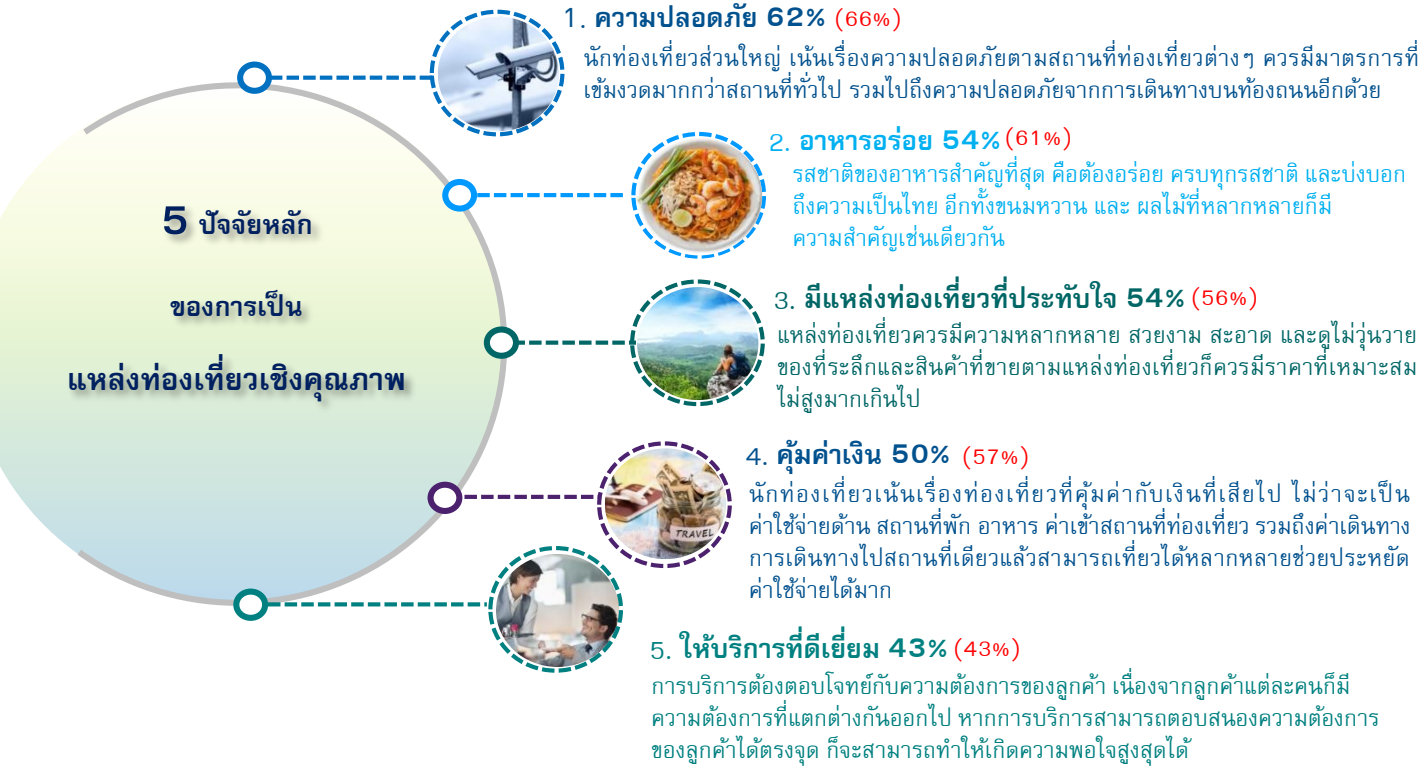 5 ปัจจัยหลัก
ของการเป็น
แหล่งท่องเที่ยวเชิงคุณภาพ
1. ความปลอดภัย 62% (66%)
นักท่องเที่ยวส่วนใหญ่ เน้นเรื่องความปลอดภัยตามสถานที่ท่องเที่ยวต่างๆ ควรมีมาตรการที่
เข้มงวดมากกว่าสถานที่ทั่วไป รวมไปถึงความปลอดภัยจากการเดินทางบนท้องถนนอีกด้วย
2. อาหารอร่อย 54% (61%)
รสชาติของอาหารสำคัญที่สุด คือต้องอร่อย ครบทุกรสชาติ และบ่งบอก
ถึงความเป็นไทย อีกทั้งขนมหวาน และ ผลไม้ที่หลากหลายก็มี
ความสำคัญเช่นเดียวกัน
3. มีแหล่งท่องเที่ยวที่ประทับใจ 54% (56%)
แหล่งท่องเที่ยวควรมีความหลากหลาย สวยงาม สะอาด และดูไม่วุ่นวาย
ของที่ระลึกและสินค้าที่ขายตามแหล่งท่องเที่ยวก็ควรมีราคาที่เหมาะสม
ไม่สูงมากเกินไป
4. คุ้มค่าเงิน 50% (57%)
นักท่องเที่ยวเน้นเรื่องท่องเที่ยวที่คุ้มค่ากับเงินที่เสียไป ไม่ว่าจะเป็น
ค่าใช้จ่ายด้าน สถานที่พัก อาหาร ค่าเข้าสถานที่ท่องเที่ยว รวมถึงค่าเดินทาง
การเดินทางไปสถานที่เดียวแล้วสามารถเที่ยวได้หลากหลายช่วยประหยัด
ค่าใช้จ่ายได้มาก
TRAVEL
5. ให้บริการที่ดีเยี่ยม 43% (43%)
การบริการต้องตอบโจทย์กับความต้องการของลูกค้า เนื่องจากลูกค้าแต่ละคนก็มี
ความต้องการที่แตกต่างกันออกไป หากการบริการสามารถตอบสนองความต้องการ
ของลูกค้าได้ตรงจุด ก็จะสามารถทำให้เกิดความพอใจสูงสุดได้